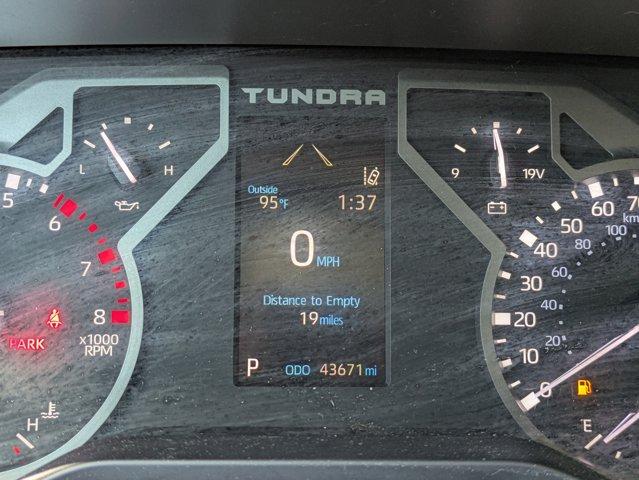 TUNDRA
Outside
95°F 1:37
0 MPH
Distance to Empty
19 miles
P ODO 43671 mi
L H
5
6
7
8
x1000
RPM
PARK
H
9 19V
0
10
20
30
40
50
60
70
20
40
60
80
100
km/
E